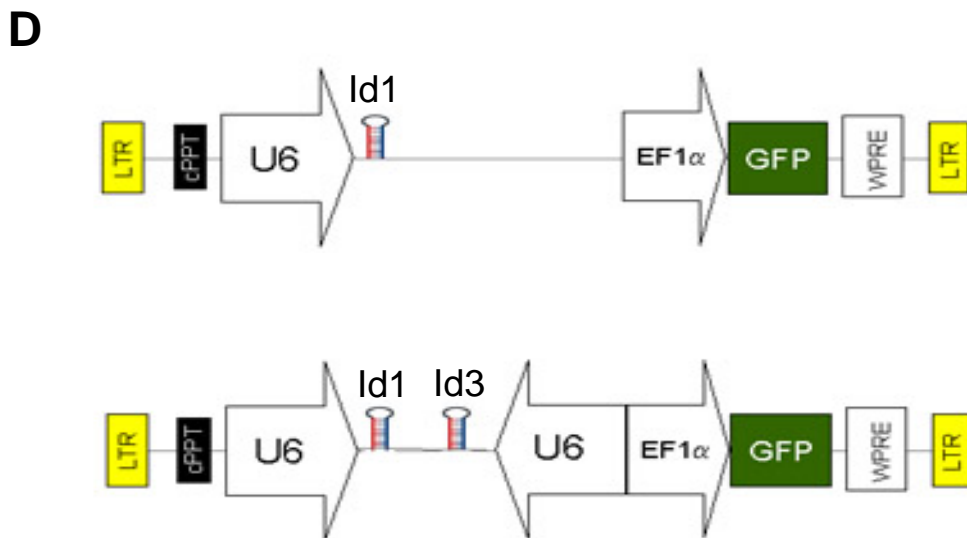 D
Id1
LTR cPPT U6 EF1α GFP WPRE LTR
Id1 Id3
LTR cPPT U6 U6 EF1α GFP WPRE LTR